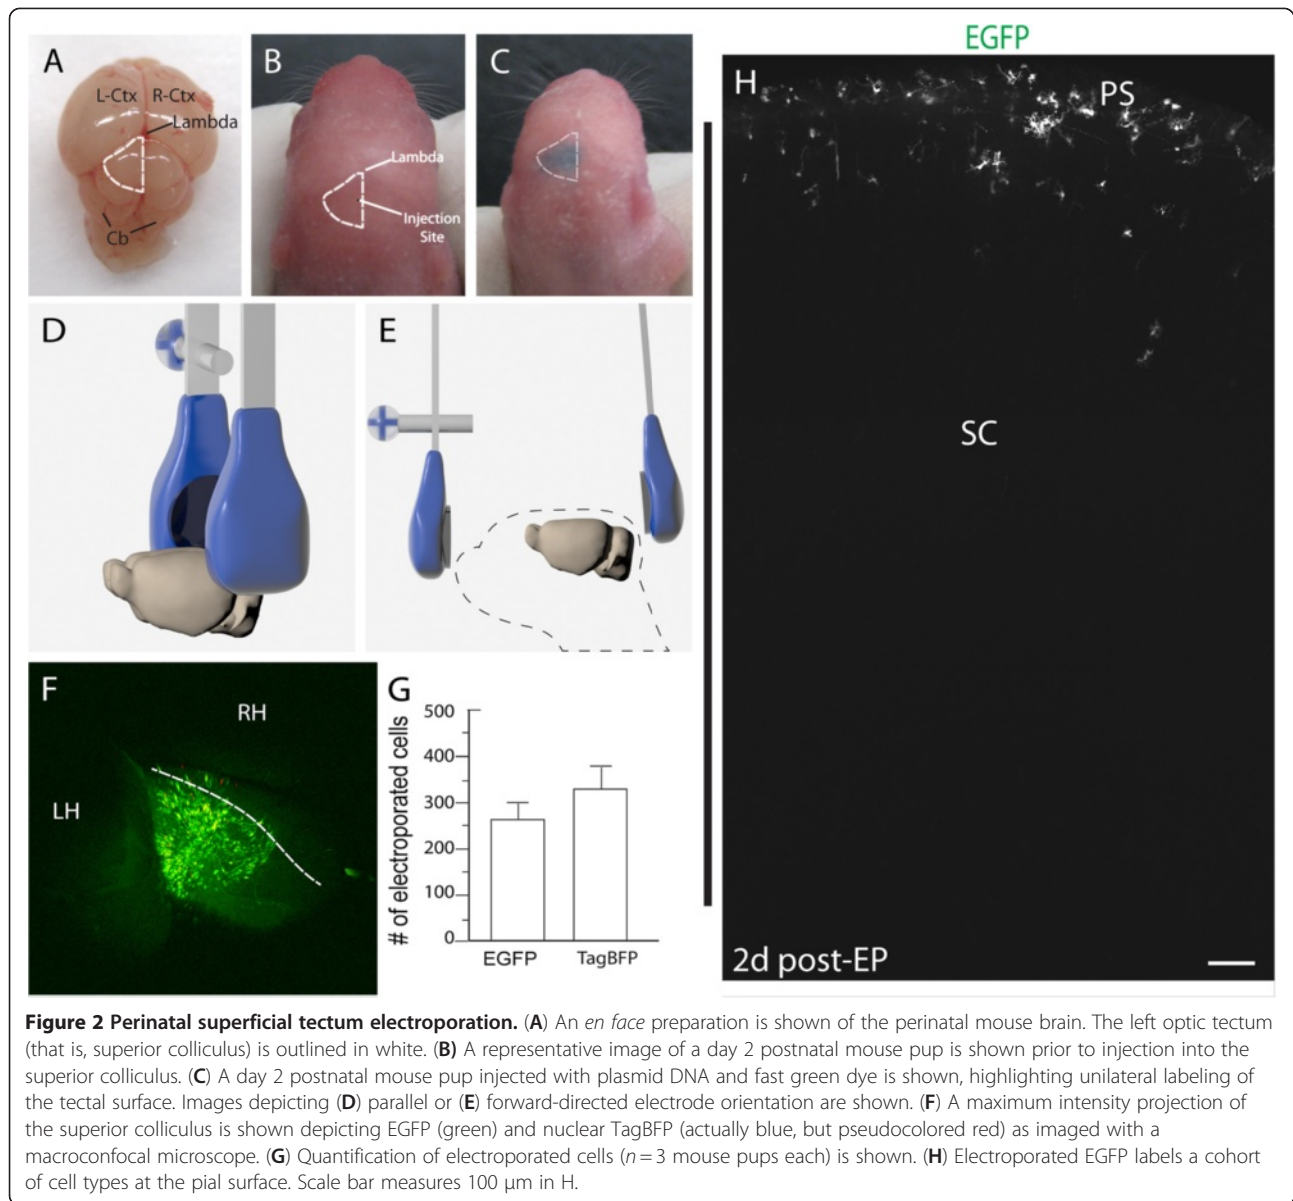 A
L-Ctx R-Ctx
Lambda
Cb
B
Lambda
Injection
Site
C
D
E
F
RH
LH
G
# of electroporated cells
500
400
300
200
100
0
EGFP
TagBFP
EGFP
H
PS
SC
2d post-EP
Figure 2 Perinatal superficial tectum electroporation. (A) An en face preparation is shown of the perinatal mouse brain. The left optic tectum
(that is, superior colliculus) is outlined in white. (B) A representative image of a day 2 postnatal mouse pup is shown prior to injection into the
superior colliculus. (C) A day 2 postnatal mouse pup injected with plasmid DNA and fast green dye is shown, highlighting unilateral labeling of
the tectal surface. Images depicting (D) parallel or (E) forward-directed electrode orientation are shown. (F) A maximum intensity projection of
the superior colliculus is shown depicting EGFP (green) and nuclear TagBFP (actually blue, but pseudocolored red) as imaged with a
macroconfocal microscope. (G) Quantification of electroporated cells (n = 3 mouse pups each) is shown. (H) Electroporated EGFP labels a cohort
of cell types at the pial surface. Scale bar measures 100 μm in H.